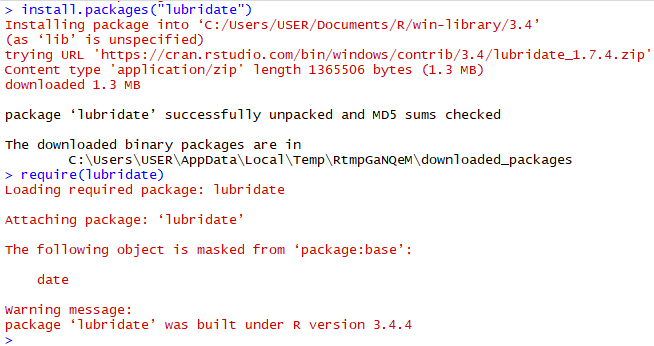 > install.packages("lubridate")
Installing package into ‘C:/Users/USER/Documents/R/win-library/3.4’
(as ‘lib’ is unspecified)
trying URL 'https://cran.rstudio.com/bin/windows/contrib/3.4/lubridate_1.7.4.zip'
Content type 'application/zip' length 1365506 bytes (1.3 MB)
downloaded 1.3 MB

package ‘lubridate’ successfully unpacked and MD5 sums checked

The downloaded binary packages are in
        C:\Users\USER\AppData\Local\Temp\RtmpGaNQeM\downloaded_packages
> require(lubridate)
Loading required package: lubridate

Attaching package: ‘lubridate’

The following object is masked from ‘package:base’:

    date

Warning message:
package ‘lubridate’ was built under R version 3.4.4
>